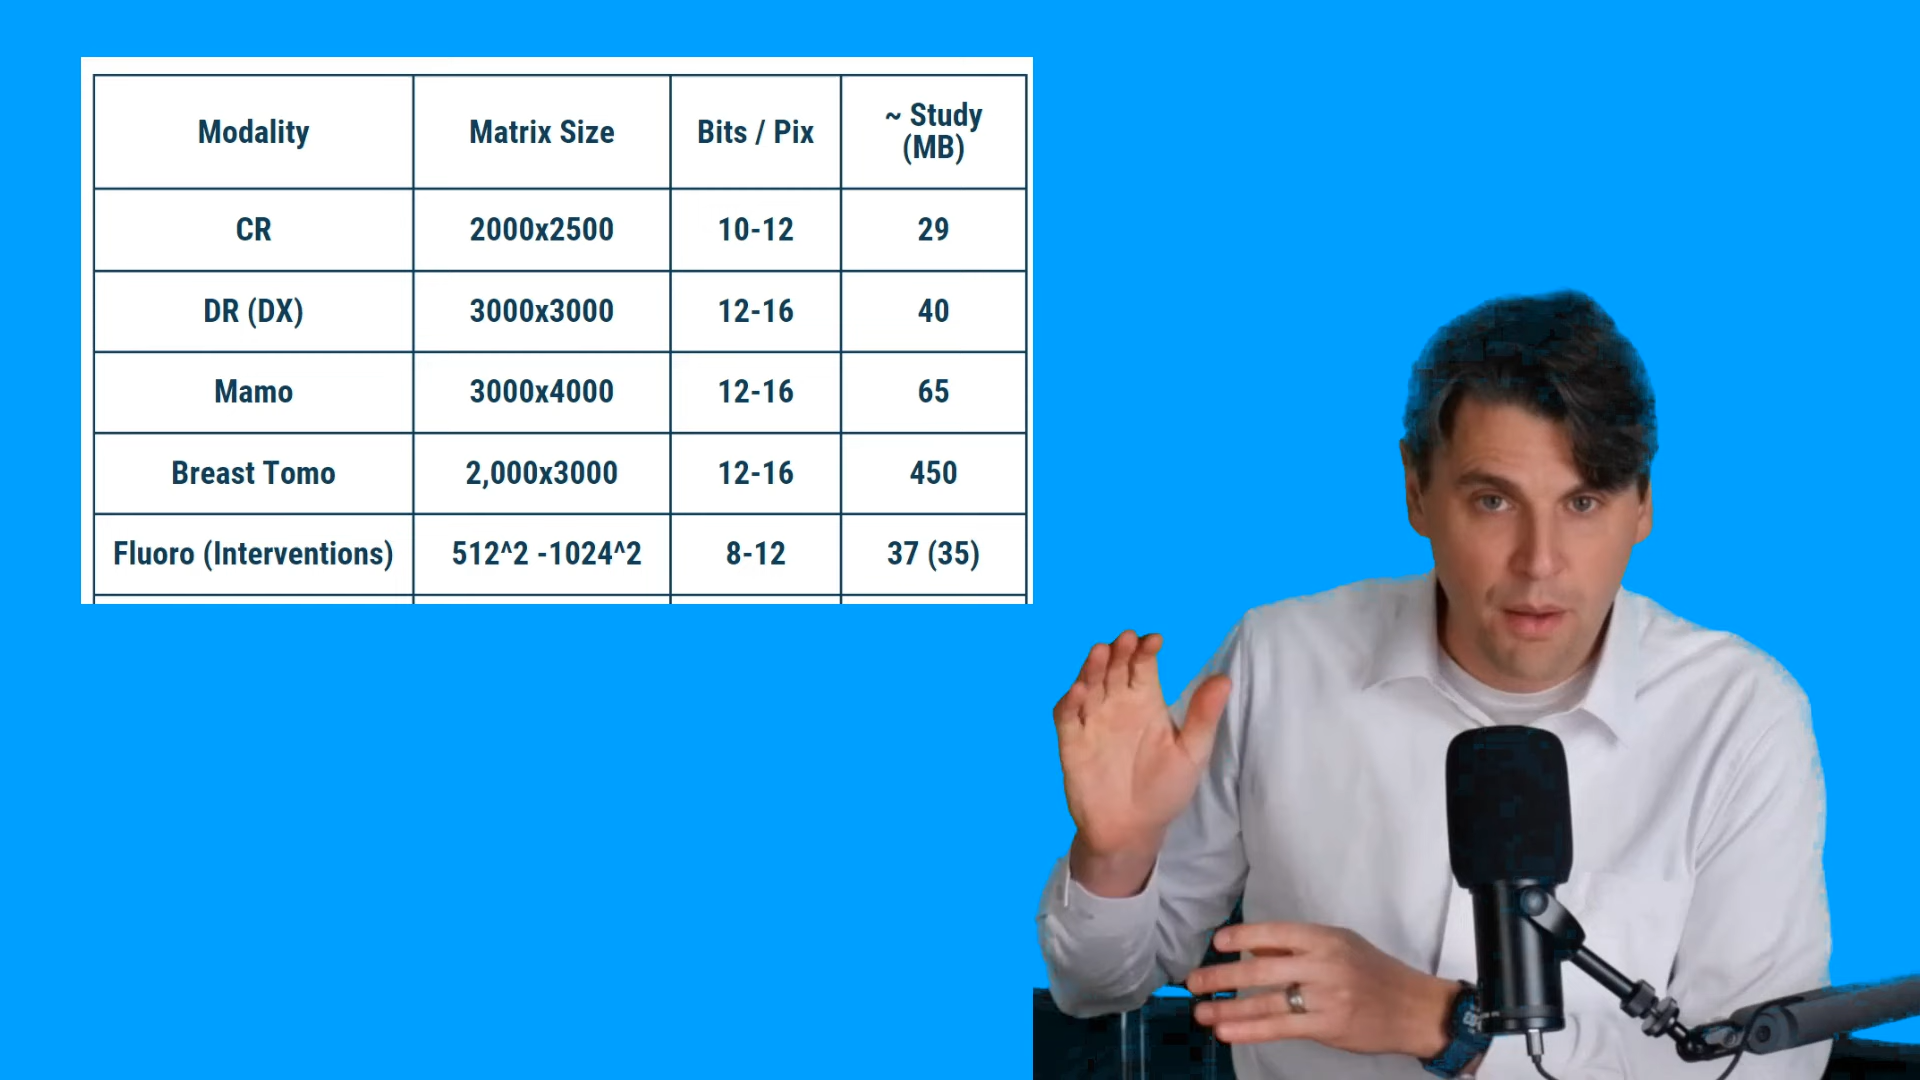 Modality Matrix Size Bits / Pix ~ Study (MB)
CR 2000x2500 10-12 29
DR (DX) 3000x3000 12-16 40
Mamo 3000x4000 12-16 65
Breast Tomo 2,000x3000 12-16 450
Fluoro (Interventions) 512^2 -1024^2 8-12 37 (35)